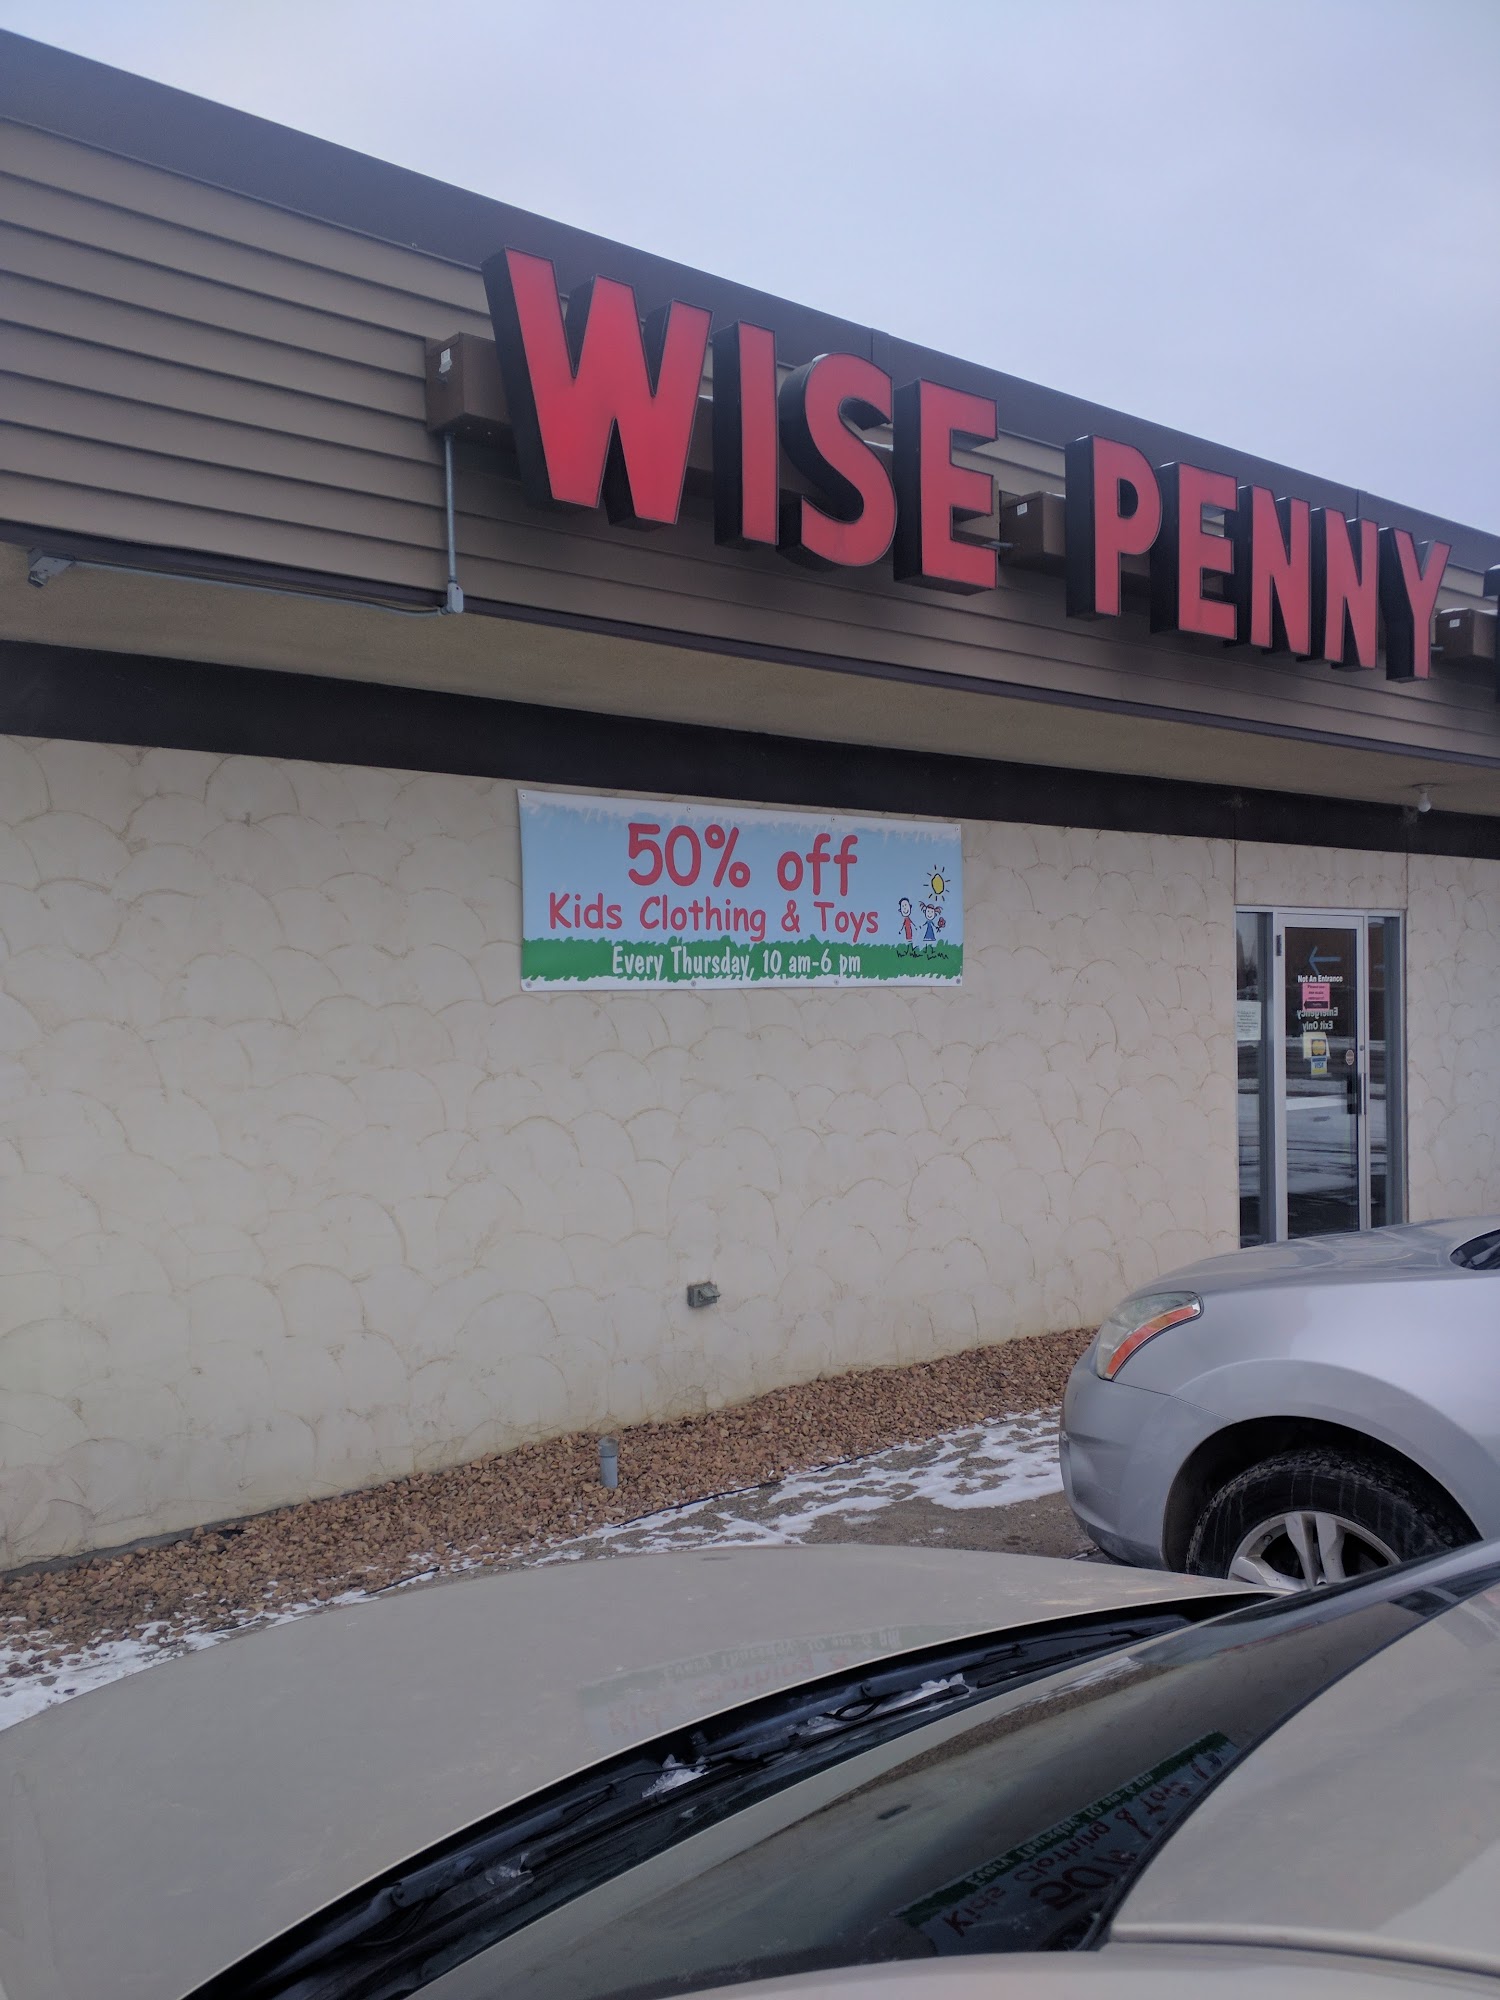 WISE PENNY
50% off
Kids Clothing & Toys
Every Thursday, 10 am-6 pm
Not An Entrance
Emergency
Exit Only